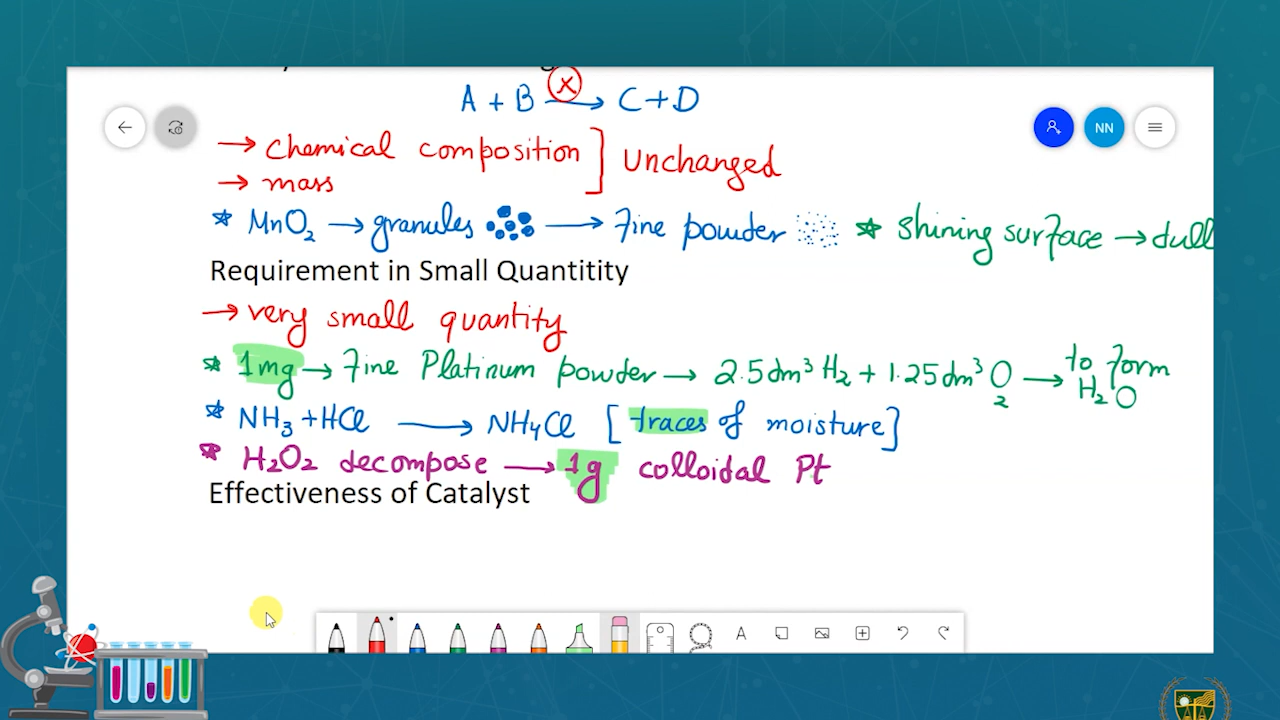 A + B (x) → C + D
→ chemical composition ] unchanged
→ mass
* MnO₂ → granules → Fine powder * shining surface → dull
Requirement in Small Quantitity
→ very small quantity
* 1mg → Fine Platinum powder → 2.5dm³ H₂ + 1.25dm³ O₂ → to form H₂O
* NH₃ + HCl → NH₄Cl [traces of moisture]
* H₂O₂ decompose → 1g colloidal Pt
Effectiveness of Catalyst
NN
A